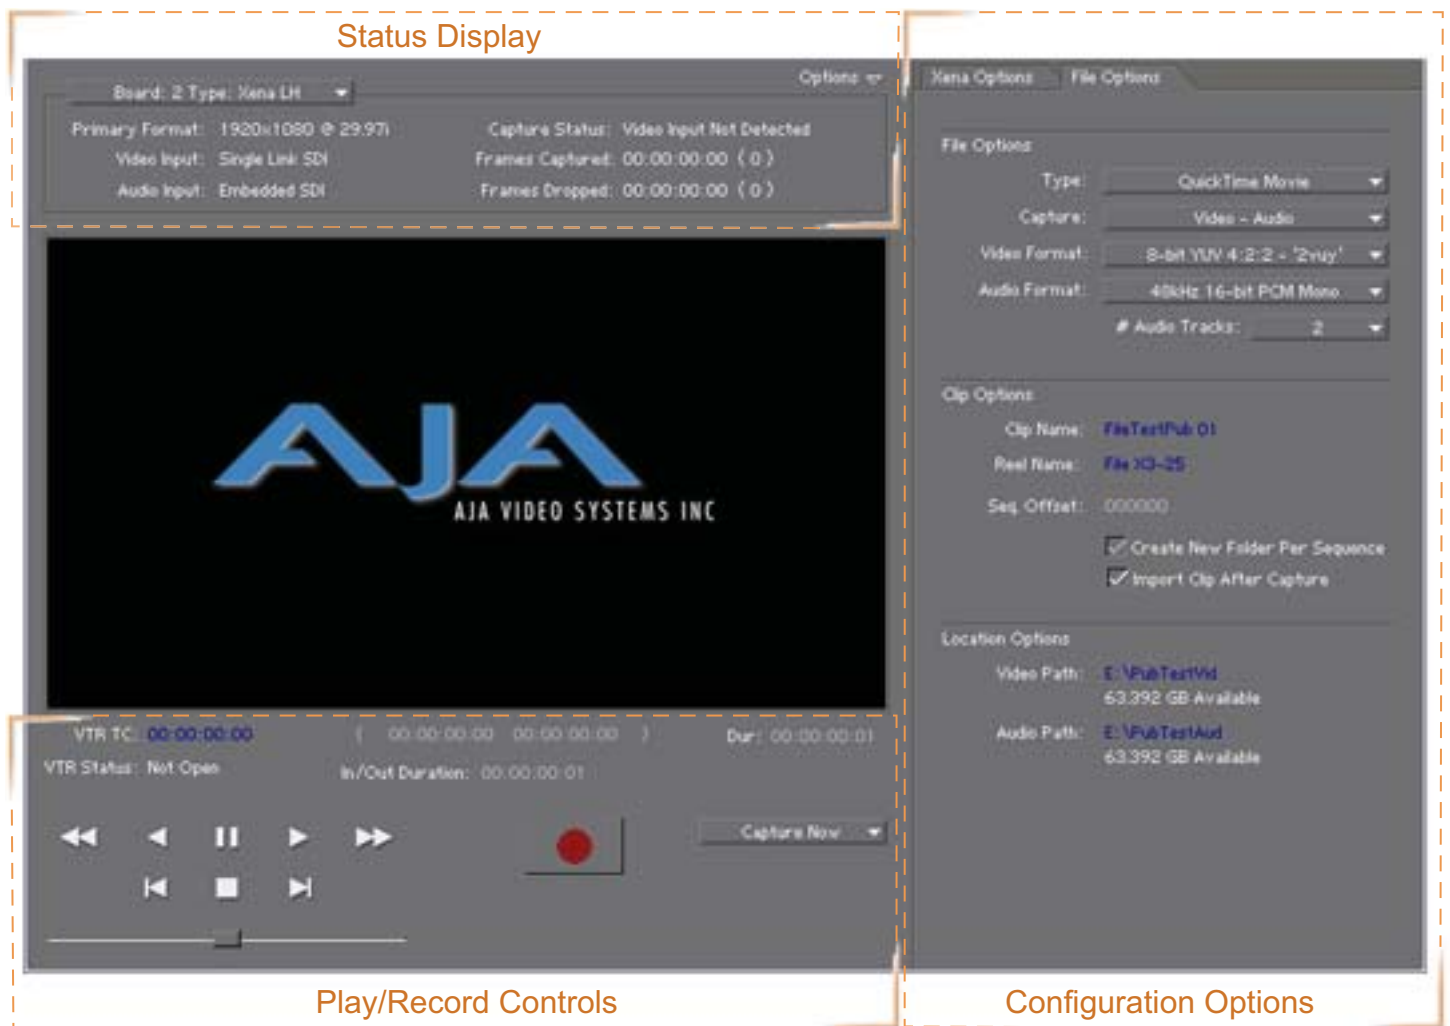 Status Display
Options
Board: 2 Type: Xena LH
Primary Format: 1920x1080 @ 29.97i
Video Input: Single Link SDI
Audio Input: Embedded SDI
Capture Status: Video Input Not Detected
Frames Captured: 00:00:00:00 ( 0 )
Frames Dropped: 00:00:00:00 ( 0 )
AJA
AJA VIDEO SYSTEMS INC
VTR TC: 00:00:00:00
{ 00:00:00:00 00:00:00:00 }
Dur: 00:00:00:01
VTR Status: Not Open
In/Out Duration: 00:00:00:01
Capture Now
Play/Record Controls
Xena Options
File Options
File Options
Type: QuickTime Movie
Capture: Video - Audio
Video Format: 8-bit YUV 4:2:2 - '2vuy'
Audio Format: 48kHz 16-bit PCM Mono
# Audio Tracks: 2
Clip Options
Clip Name: FileTestPub 01
Reel Name: File X3-25
Seq. Offset: 000000
Create New Folder Per Sequence
Import Clip After Capture
Location Options
Video Path: E:\PubTestVid
63.392 GB Available
Audio Path: E:\PubTestAud
63.392 GB Available
Configuration Options